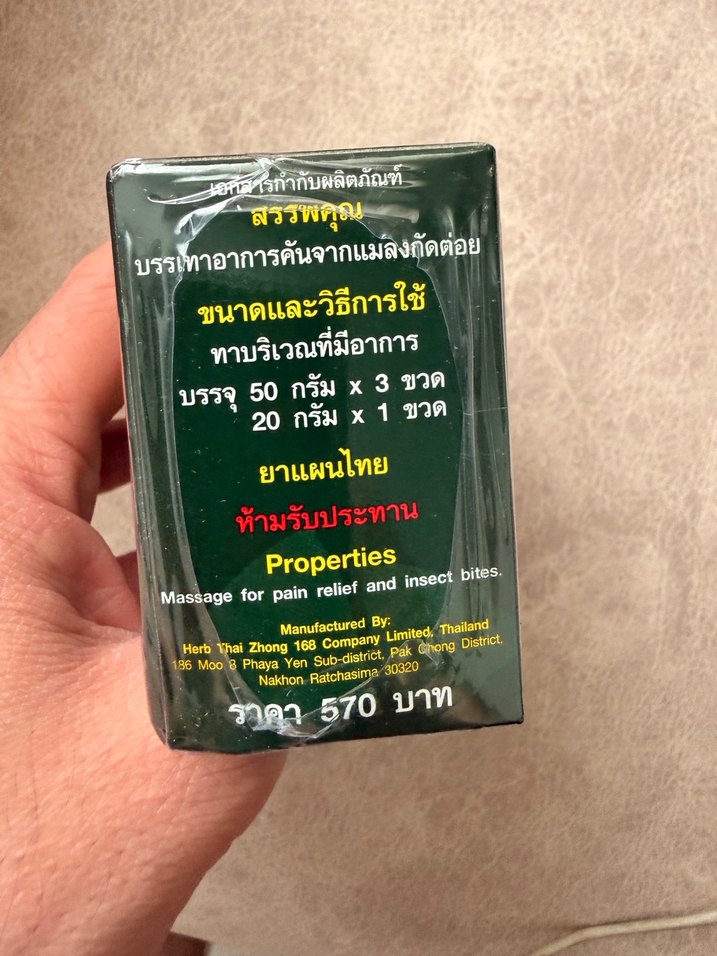 เอกสารกำกับผลิตภัณฑ์
สรรพคุณ
บรรเทาอาการคันจากแมลงกัดต่อย
ขนาดและวิธีการใช้
ทาบริเวณที่มีอาการ
บรรจุ 50 กรัม x 3 ขวด
20 กรัม x 1 ขวด
ยาแผนไทย
ห้ามรับประทาน
Properties
Massage for pain relief and insect bites.
Manufactured By:
Herb Thai Zhong 168 Company Limited, Thailand
186 Moo 8 Phaya Yen Sub-district, Pak Chong District,
Nakhon Ratchasima 30320
ราคา 570 บาท